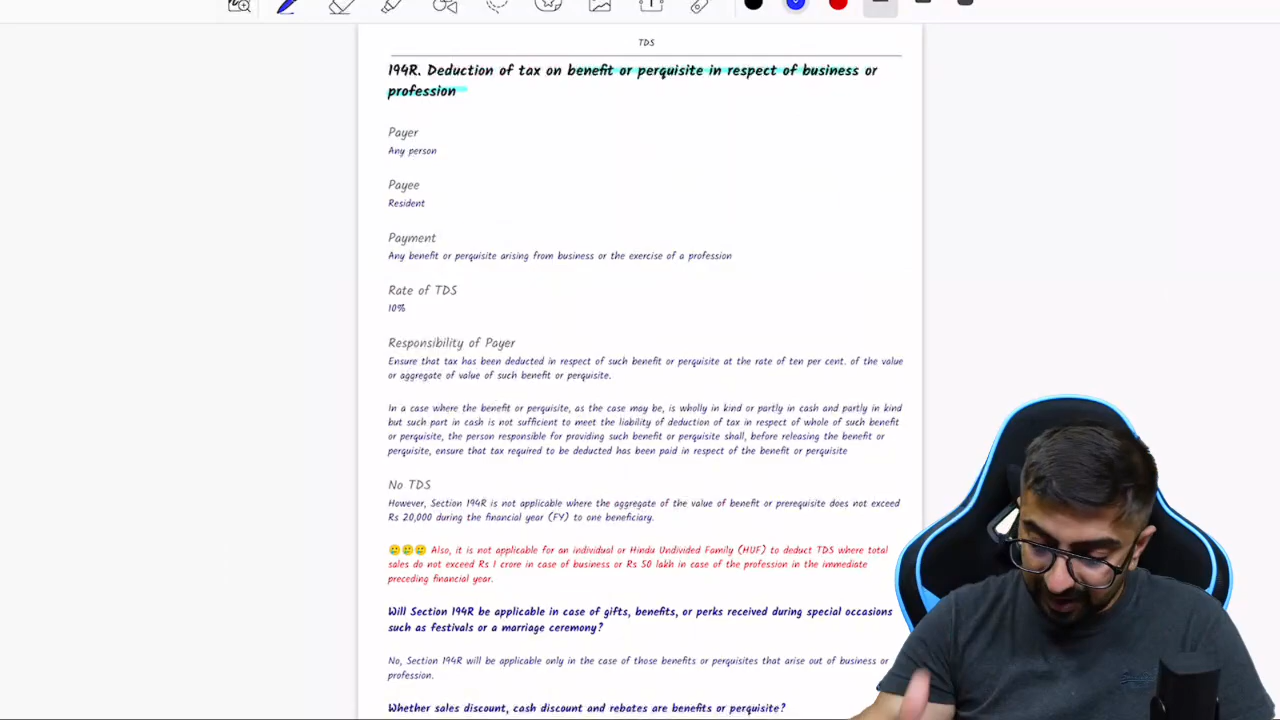 TDS
194R. Deduction of tax on benefit or perquisite in respect of business or
profession
Payer
Any person
Payee
Resident
Payment
Any benefit or perquisite arising from business or the exercise of a profession
Rate of TDS
10%
Responsibility of Payer
Ensure that tax has been deducted in respect of such benefit or perquisite at the rate of ten per cent. of the value
or aggregate of value of such benefit or perquisite.
In a case where the benefit or perquisite, as the case may be, is wholly in kind or partly in cash and partly in kind
but such part in cash is not sufficient to meet the liability of deduction of tax in respect of whole of such benefit
or perquisite, the person responsible for providing such benefit or perquisite shall, before releasing the benefit or
perquisite, ensure that tax required to be deducted has been paid in respect of the benefit or perquisite
No TDS
However, Section 194R is not applicable where the aggregate of the value of benefit or prerequisite does not exceed
Rs 20,000 during the financial year (FY) to one beneficiary.
🥲🥲🥲 Also, it is not applicable for an individual or Hindu Undivided Family (HUF) to deduct TDS where total
sales do not exceed Rs 1 crore in case of business or Rs 50 lakh in case of the profession in the immediate
preceding financial year.
Will Section 194R be applicable in case of gifts, benefits, or perks received during special occasions
such as festivals or a marriage ceremony?
No, Section 194R will be applicable only in the case of those benefits or perquisites that arise out of business or
profession.
Whether sales discount, cash discount and rebates are benefits or perquisite?